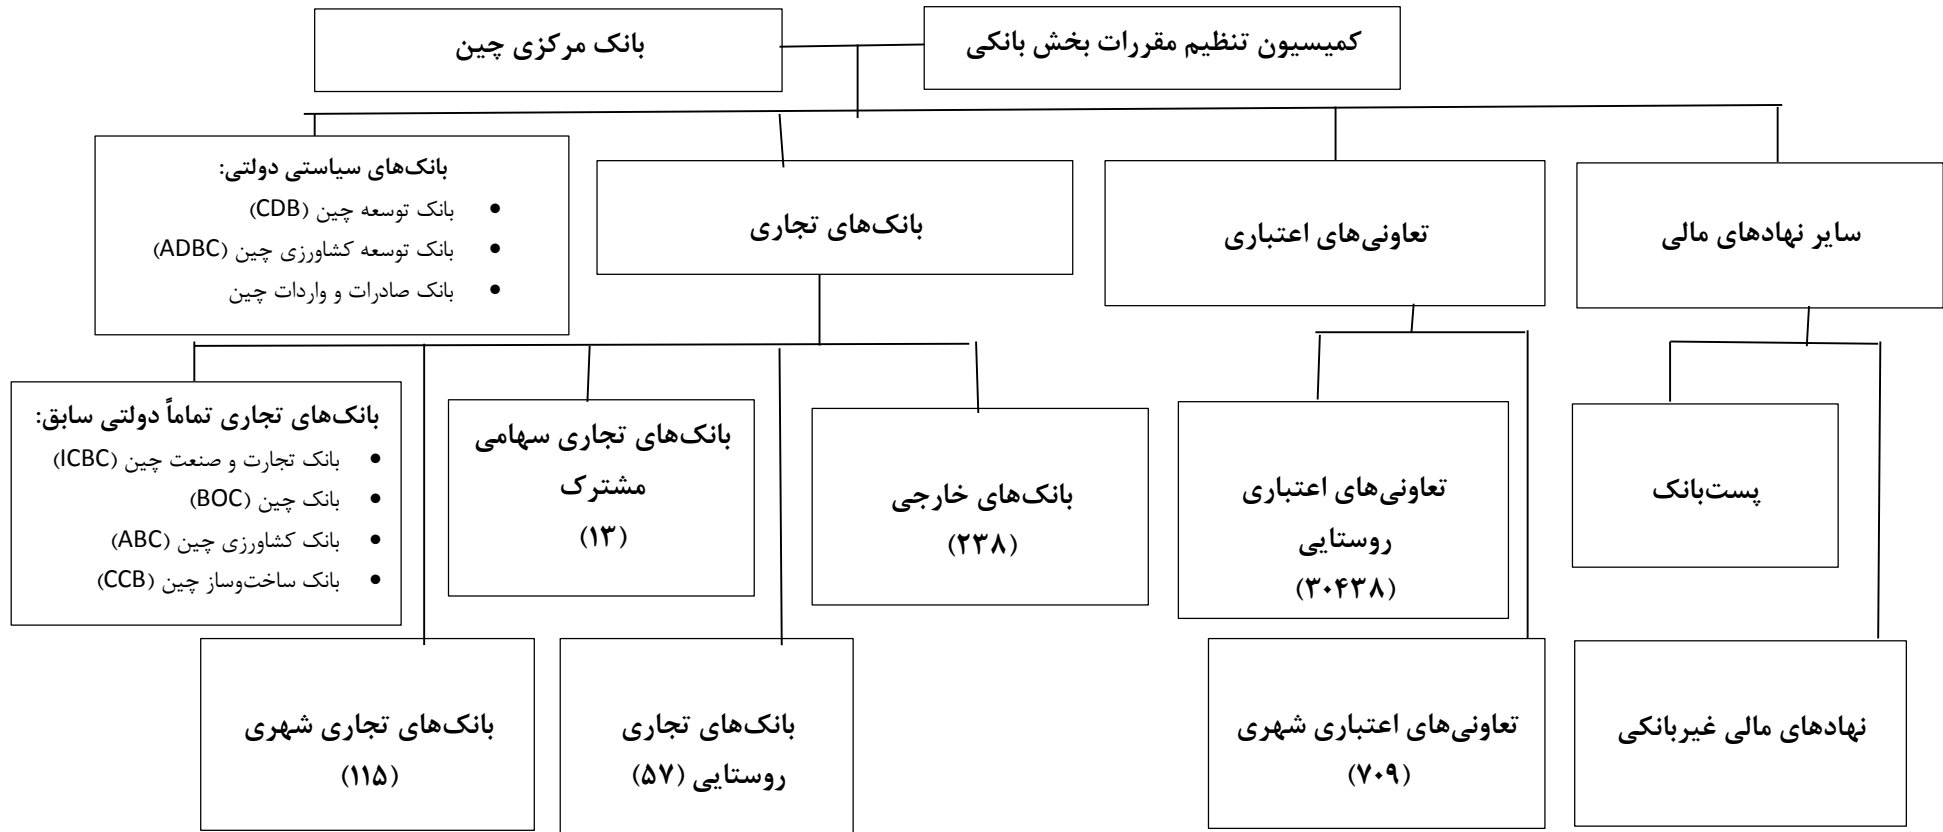 کمیسیون تنظیم مقررات بخش بانکی
بانک مرکزی چین
سایر نهادهای مالی
تعاونی‌های اعتباری
بانک‌های تجاری
بانک‌های سیاستی دولتی:
• بانک توسعه چین (CDB)
• بانک توسعه کشاورزی چین (ADBC)
• بانک صادرات و واردات چین
پست‌بانک
تعاونی‌های اعتباری
روستایی
(۳۰۴۳۸)
بانک‌های خارجی
(۲۳۸)
بانک‌های تجاری سهامی
مشترک
(۱۳)
بانک‌های تجاری تماماً دولتی سابق:
• بانک تجارت و صنعت چین (ICBC)
• بانک چین (BOC)
• بانک کشاورزی چین (ABC)
• بانک ساخت‌وساز چین (CCB)
نهادهای مالی غیربانکی
تعاونی‌های اعتباری شهری
(۷۰۹)
بانک‌های تجاری
روستایی (۵۷)
بانک‌های تجاری شهری
(۱۱۵)